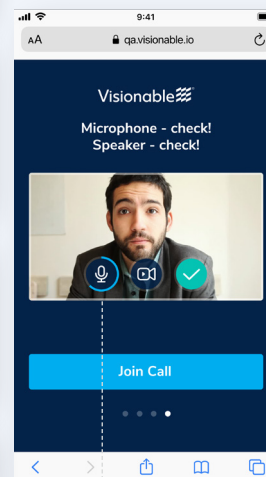 9:41
AA
qa.visionable.io
Visionable
Microphone - check!
Speaker - check!
Join Call